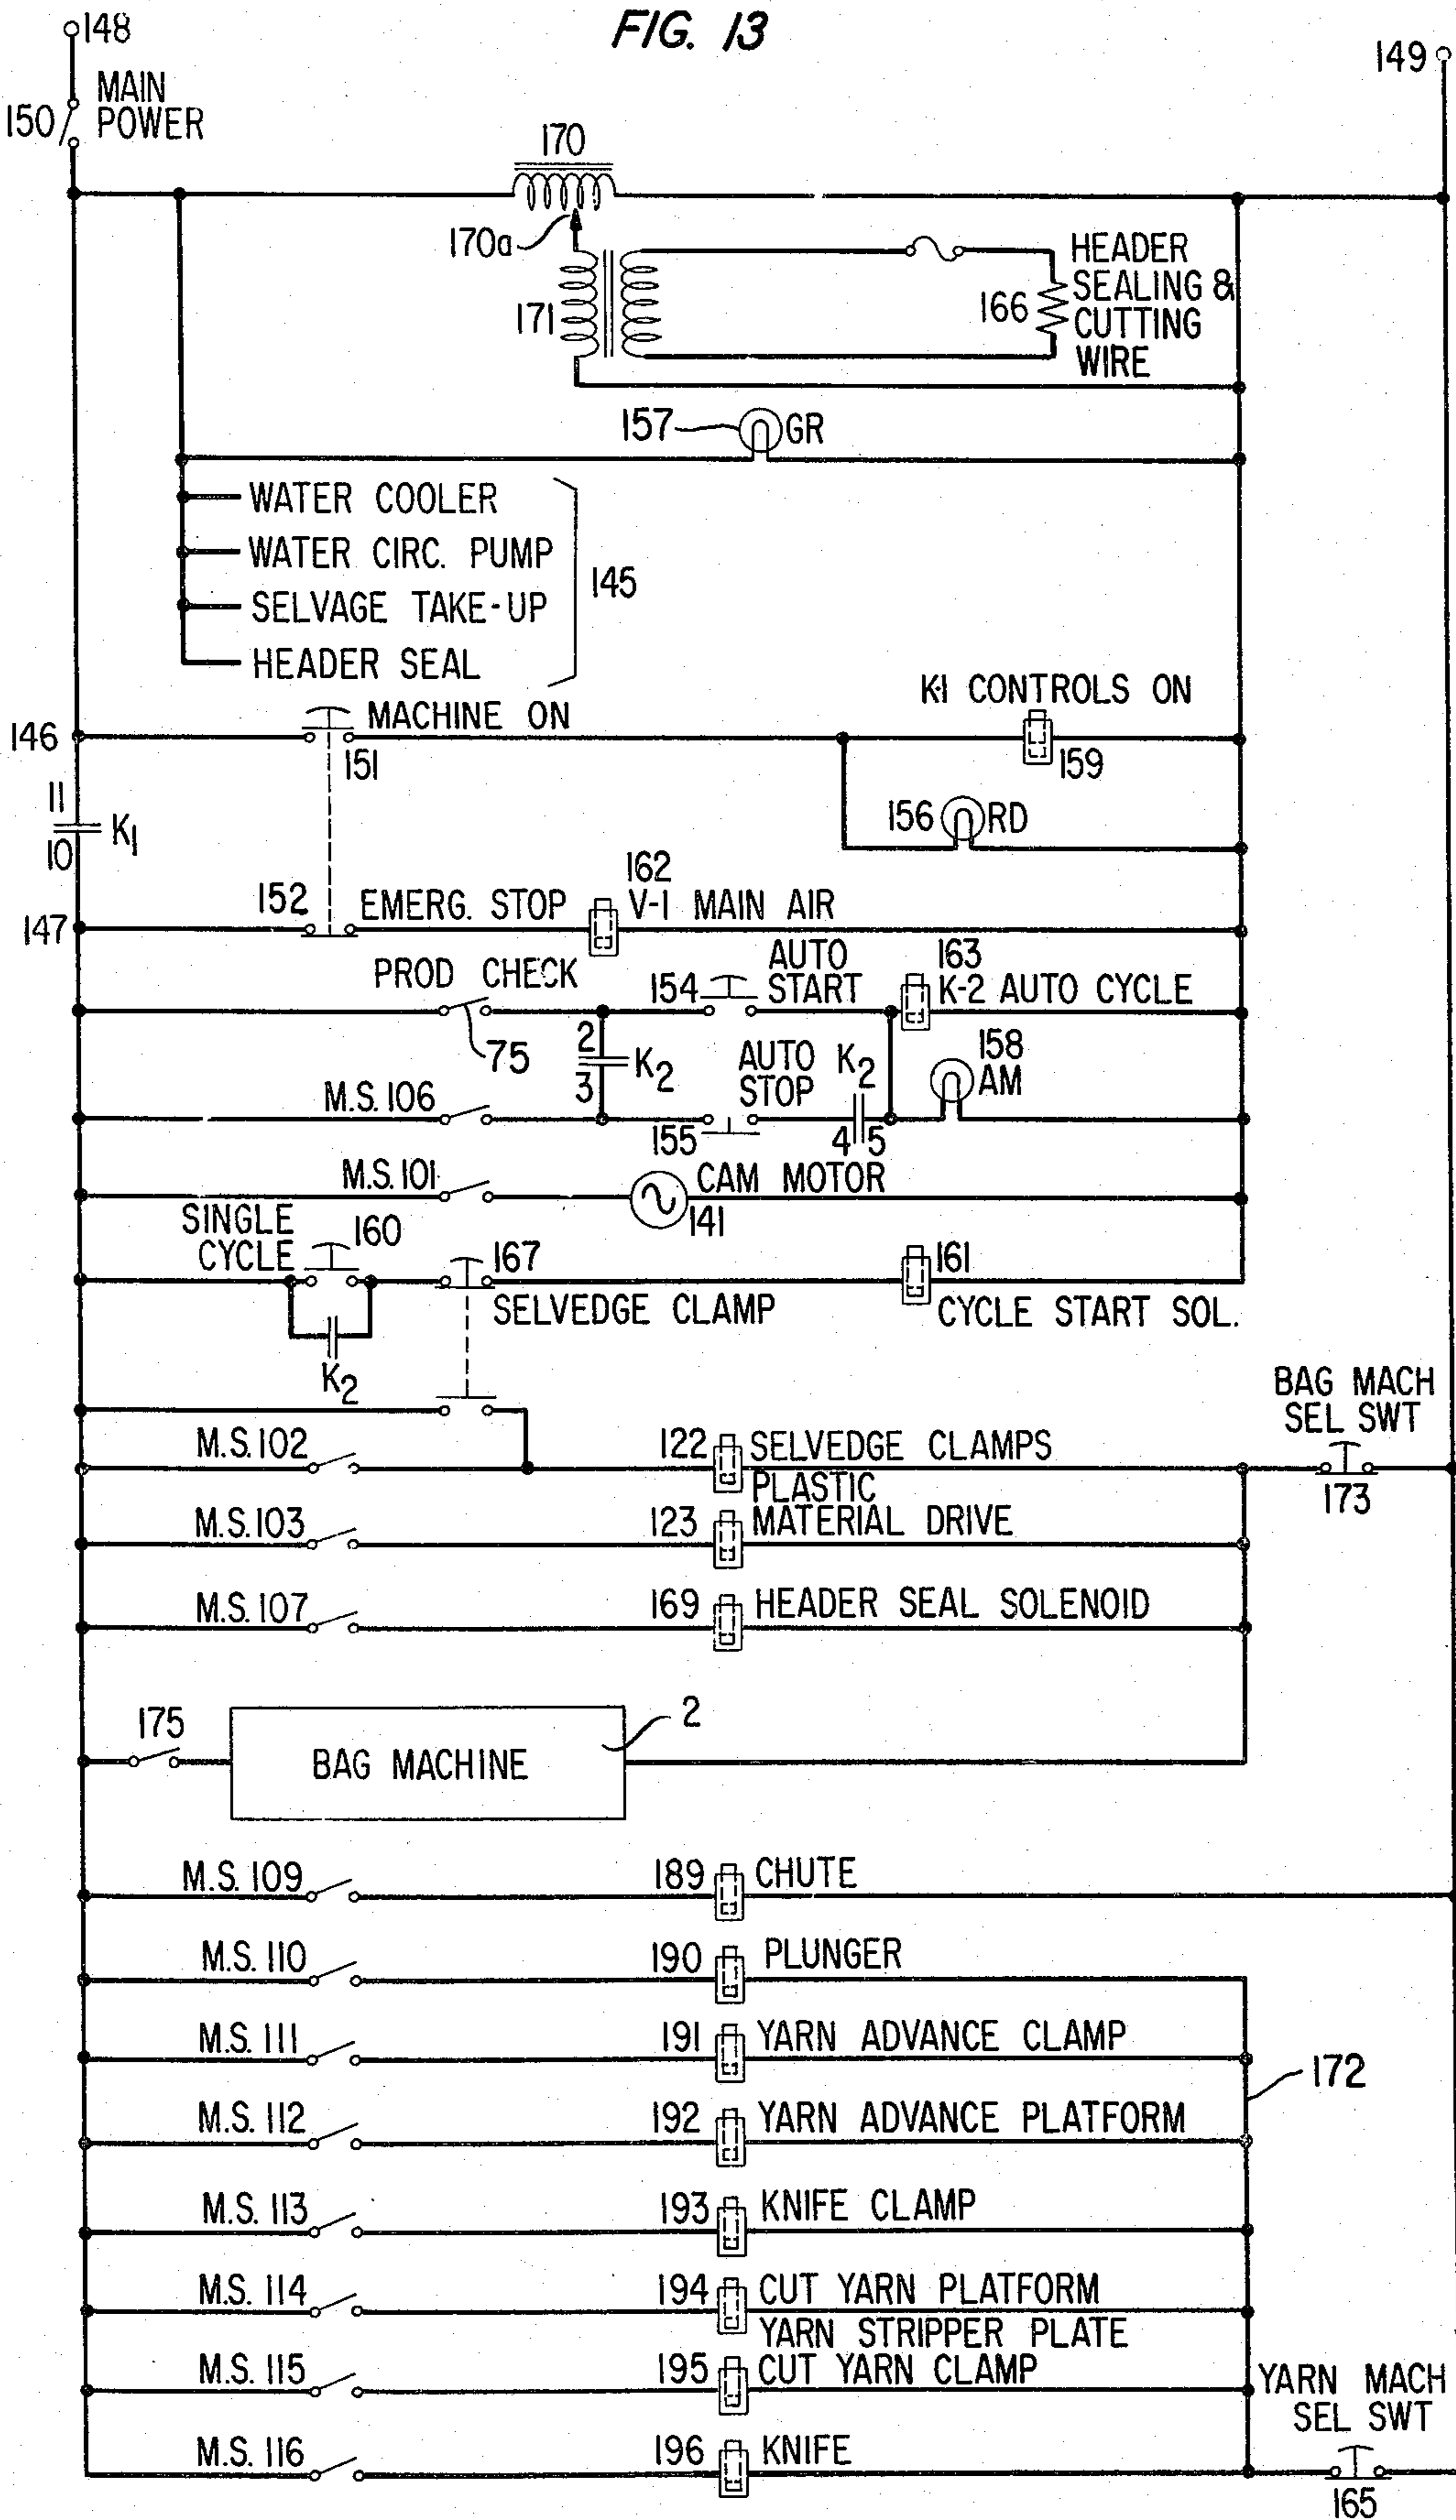 FIG. 13
148
149
MAIN
150 POWER
170
170a
HEADER
SEALING &
171
166
CUTTING
WIRE
157 GR
WATER COOLER
WATER CIRC. PUMP
145
SELVAGE TAKE-UP
HEADER SEAL
K-1 CONTROLS ON
MACHINE ON
146
151
159
11
K1
10
156 RD
162
152 EMERG. STOP V-1 MAIN AIR
147
PROD CHECK
154 AUTO
START
163
K-2 AUTO CYCLE
75
2
K2
3
AUTO
STOP
K2
158
AM
M.S. 106
155
4 5
M.S. 101
CAM MOTOR
141
SINGLE
CYCLE
160
167
161
SELVEDGE CLAMP
CYCLE START SOL.
K2
BAG MACH
SEL SWT
M.S. 102
122 SELVEDGE CLAMPS
173
PLASTIC
M.S. 103
123 MATERIAL DRIVE
M.S. 107
169 HEADER SEAL SOLENOID
175
2
BAG MACHINE
M.S. 109
189 CHUTE
M.S. 110
190 PLUNGER
M.S. 111
191 YARN ADVANCE CLAMP
172
M.S. 112
192 YARN ADVANCE PLATFORM
M.S. 113
193 KNIFE CLAMP
M.S. 114
194 CUT YARN PLATFORM
YARN STRIPPER PLATE
M.S. 115
195 CUT YARN CLAMP
YARN MACH
SEL SWT
M.S. 116
196 KNIFE
165